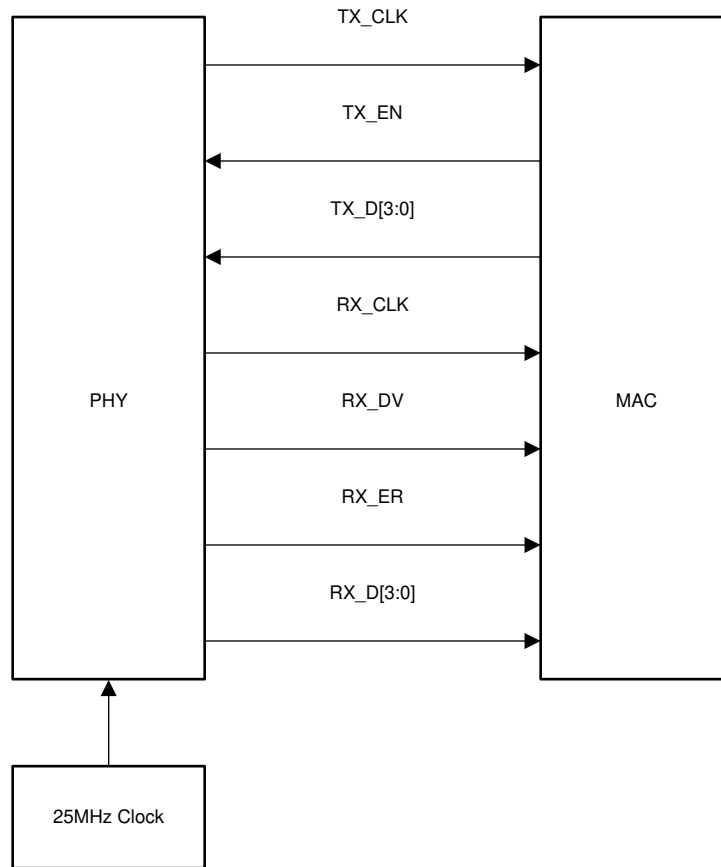 TX_CLK
TX_EN
TX_D[3:0]
RX_CLK
PHY
RX_DV
MAC
RX_ER
RX_D[3:0]
25MHz Clock